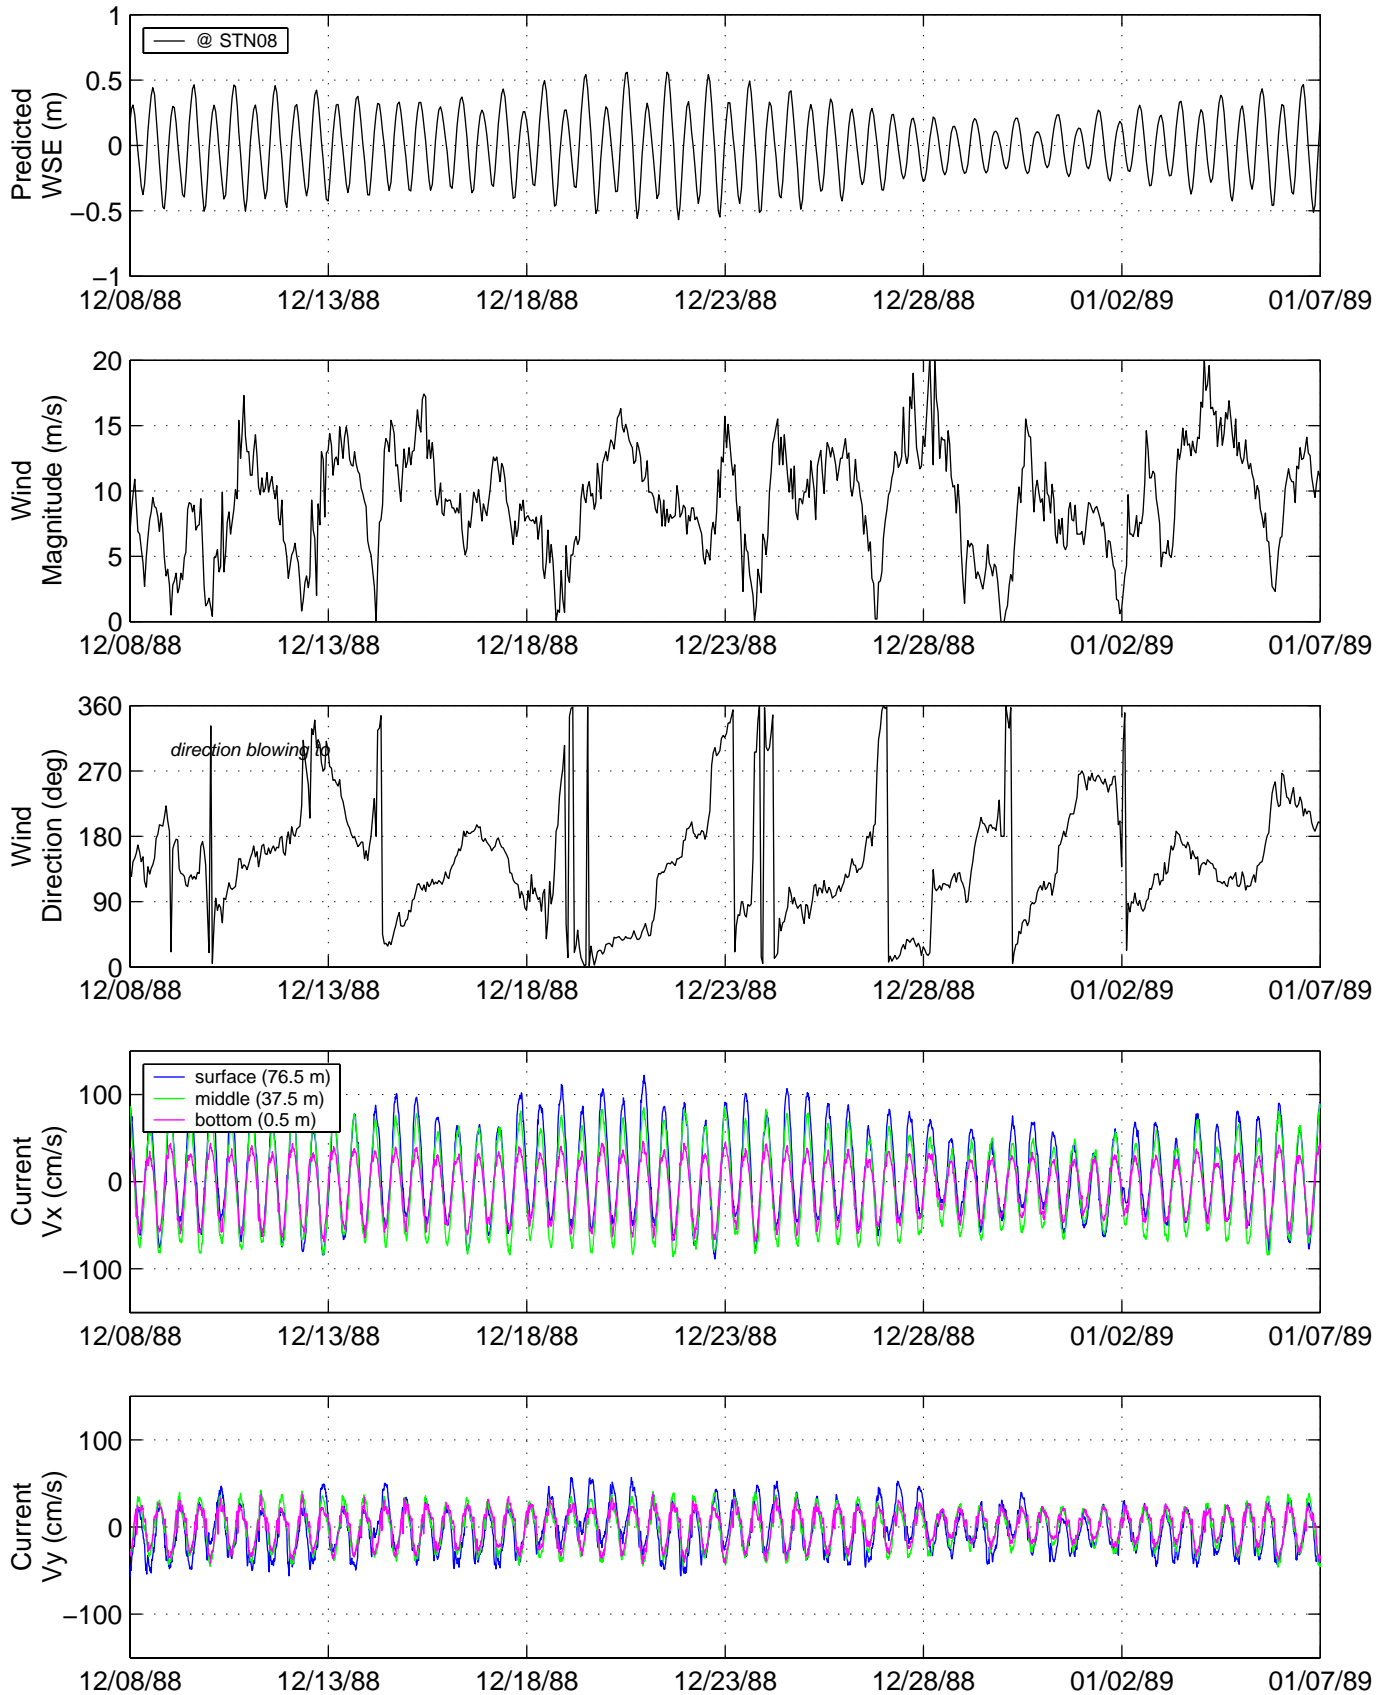 1
@ STN08
0.5
0
−0.5
−1
Predicted
WSE (m)
12/08/88 12/13/88 12/18/88 12/23/88 12/28/88 01/02/89 01/07/89
20
15
10
5
0
Wind
Magnitude (m/s)
12/08/88 12/13/88 12/18/88 12/23/88 12/28/88 01/02/89 01/07/89
360
direction blowing to
270
180
90
0
Wind
Direction (deg)
12/08/88 12/13/88 12/18/88 12/23/88 12/28/88 01/02/89 01/07/89
surface (76.5 m)
middle (37.5 m)
bottom (0.5 m)
100
0
−100
Current
Vx (cm/s)
12/08/88 12/13/88 12/18/88 12/23/88 12/28/88 01/02/89 01/07/89
100
0
−100
Current
Vy (cm/s)
12/08/88 12/13/88 12/18/88 12/23/88 12/28/88 01/02/89 01/07/89